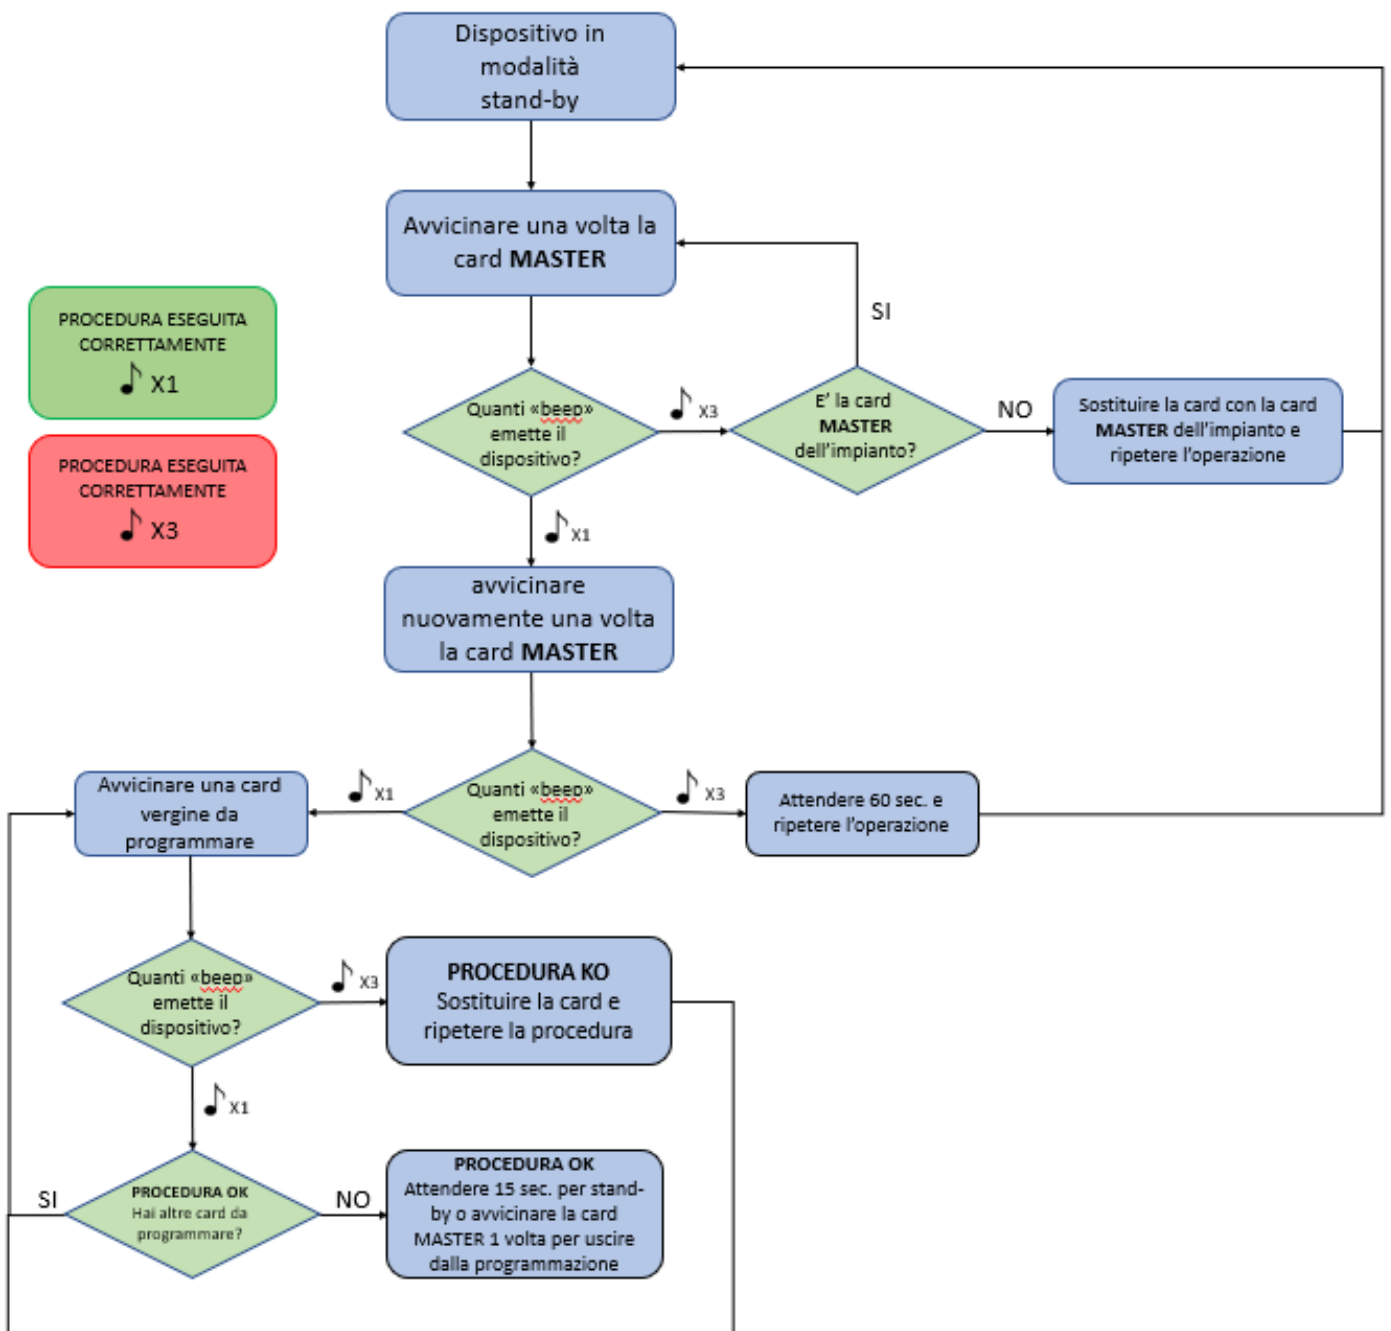 Dispositivo in
modalità
stand-by
Avvicinare una volta la
card MASTER
SI
PROCEDURA ESEGUITA
CORRETTAMENTE
X1
PROCEDURA ESEGUITA
CORRETTAMENTE
X3
Quanti «beep»
emette il
dispositivo?
X3
E' la card
MASTER
dell'impianto?
NO
Sostituire la card con la card
MASTER dell'impianto e
ripetere l'operazione
X1
avvicinare
nuovamente una volta
la card MASTER
Avvicinare una card
vergine da
programmare
X1
Quanti «beep»
emette il
dispositivo?
X3
Attendere 60 sec. e
ripetere l'operazione
Quanti «beep»
emette il
dispositivo?
X3
PROCEDURA KO
Sostituire la card e
ripetere la procedura
X1
SI
PROCEDURA OK
Hai altre card da
programmare?
NO
PROCEDURA OK
Attendere 15 sec. per stand-
by o avvicinare la card
MASTER 1 volta per uscire
dalla programmazione